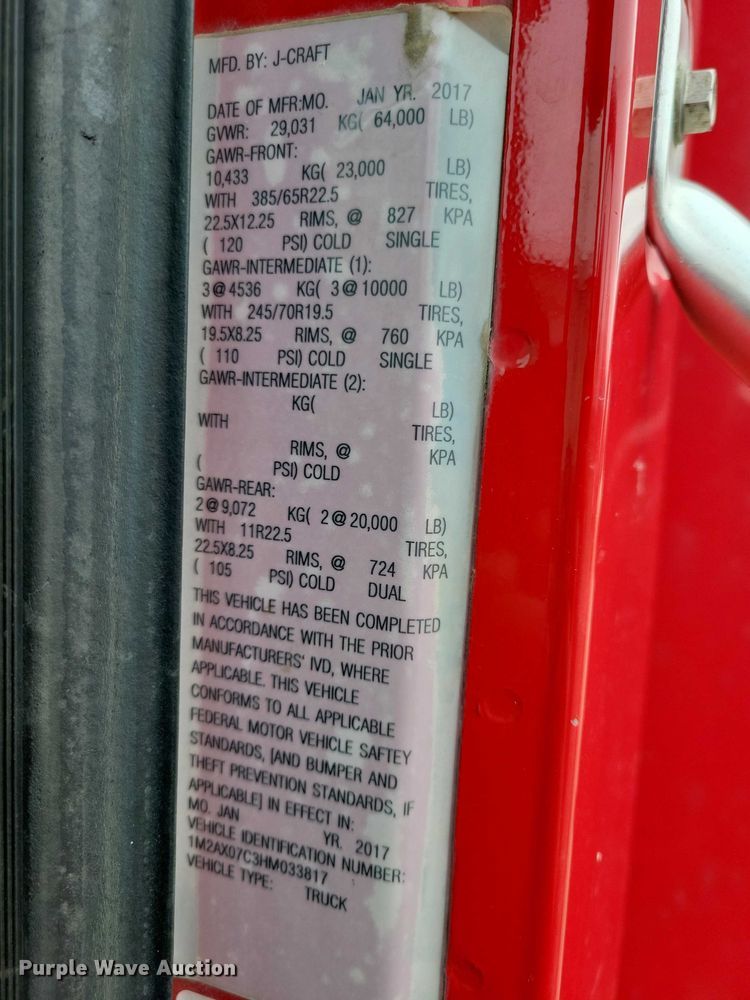 MFD. BY: J-CRAFT
DATE OF MFR:MO. JAN YR. 2017
GVWR: 29,031 KG( 64,000 LB)
GAWR-FRONT:
10,433 KG( 23,000 LB)
WITH 385/65R22.5 TIRES,
22.5X12.25 RIMS, @ 827 KPA
( 120 PSI) COLD SINGLE
GAWR-INTERMEDIATE (1):
3@4536 KG( 3@10000 LB)
WITH 245/70R19.5 TIRES,
19.5X8.25 RIMS, @ 760 KPA
( 110 PSI) COLD SINGLE
GAWR-INTERMEDIATE (2):
KG( LB)
WITH TIRES,
RIMS, @ KPA
( PSI) COLD
GAWR-REAR:
2@9,072 KG( 2@20,000 LB)
WITH 11R22.5 TIRES,
22.5X8.25 RIMS, @ 724 KPA
( 105 PSI) COLD DUAL
THIS VEHICLE HAS BEEN COMPLETED
IN ACCORDANCE WITH THE PRIOR
MANUFACTURERS' IVD, WHERE
APPLICABLE. THIS VEHICLE
CONFORMS TO ALL APPLICABLE
FEDERAL MOTOR VEHICLE SAFTEY
STANDARDS, [AND BUMPER AND
THEFT PREVENTION STANDARDS, IF
APPLICABLE] IN EFFECT IN:
MO. JAN YR. 2017
VEHICLE IDENTIFICATION NUMBER:
1M2AX07C3HM033817
VEHICLE TYPE: TRUCK
Purple Wave Auction